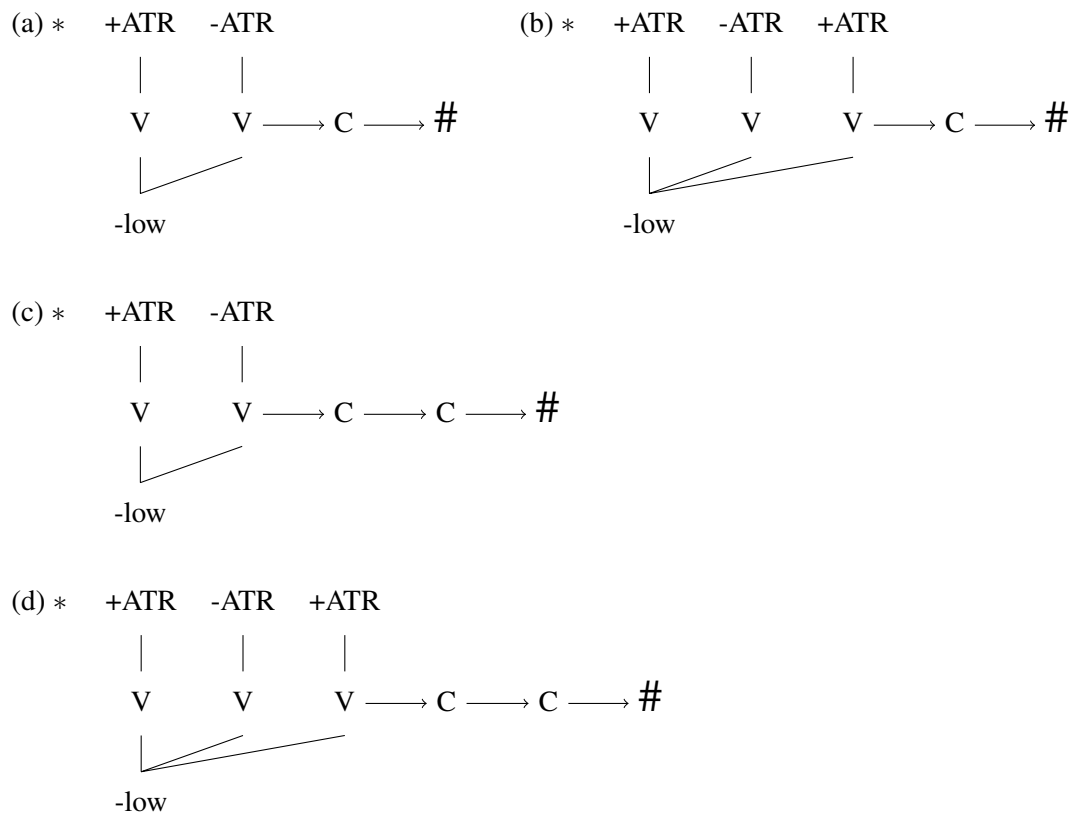 (a) * +ATR -ATR (b) * +ATR -ATR +ATR
V V C # V V V C #
-low -low
(c) * +ATR -ATR
V V C C #
-low
(d) * +ATR -ATR +ATR
V V V C C #
-low